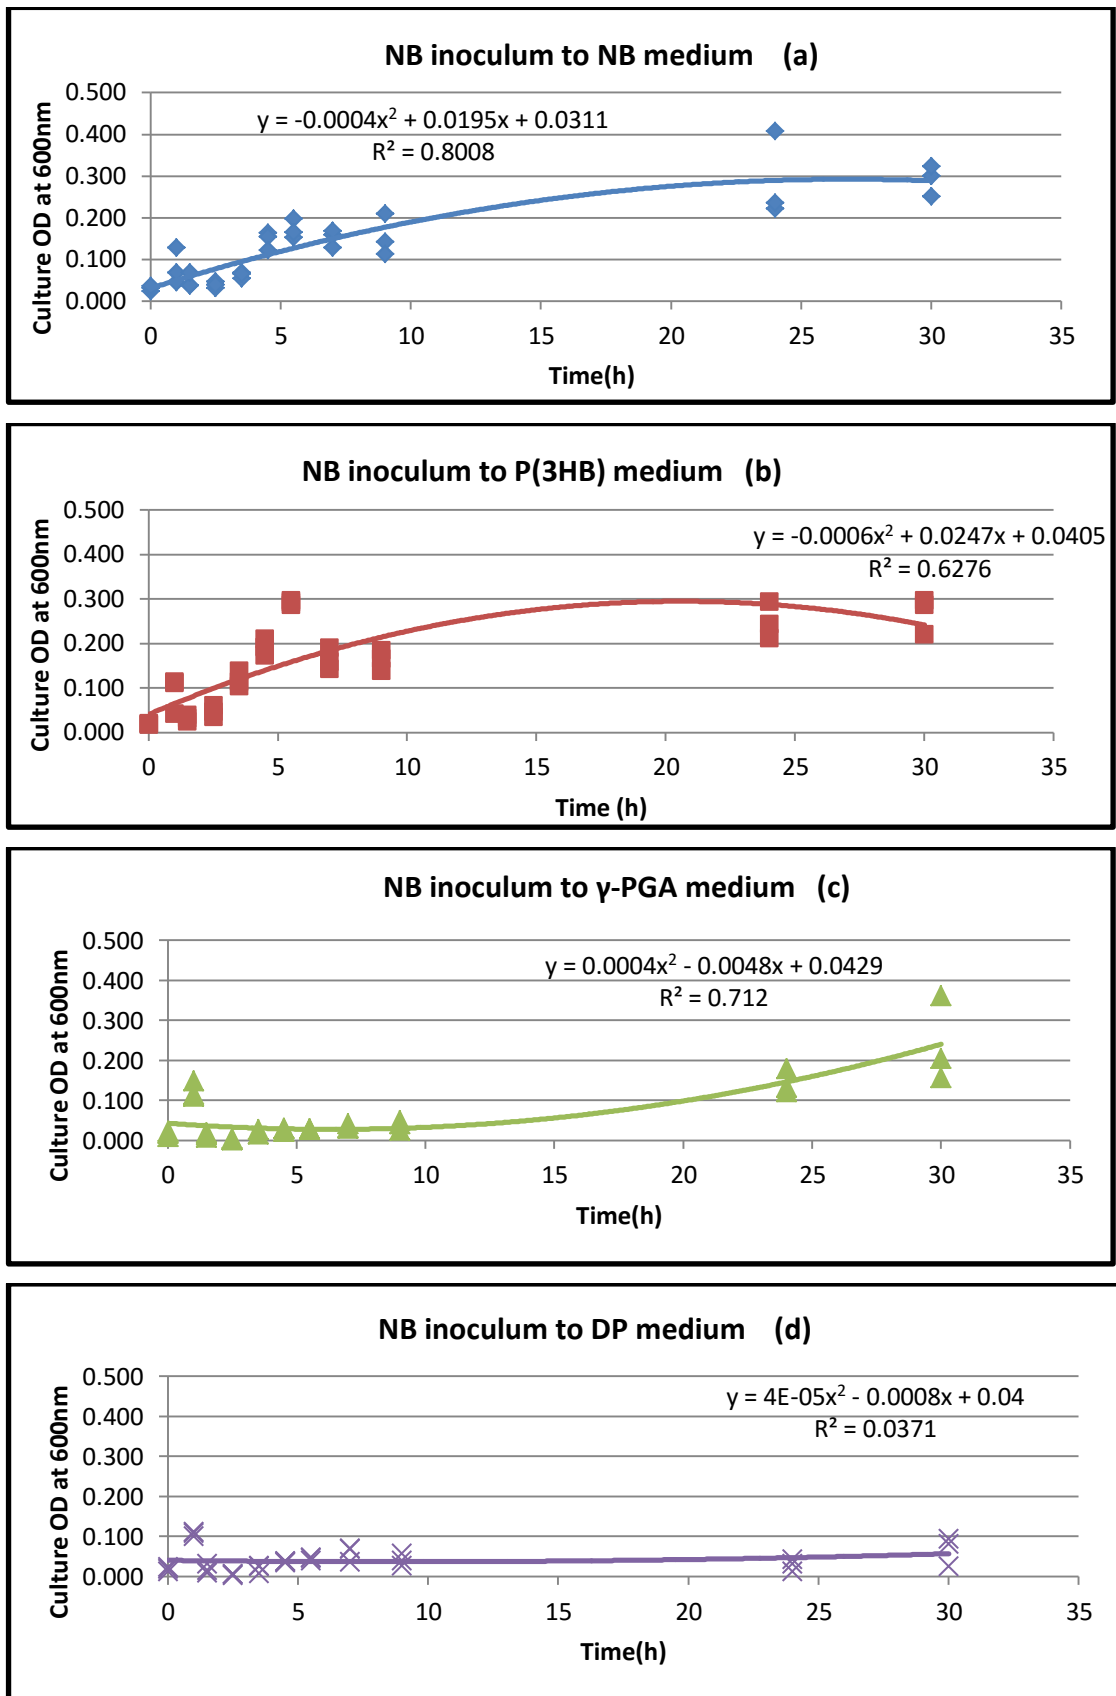 NB inoculum to NB medium (a)
y = -0.0004x² + 0.0195x + 0.0311
R² = 0.8008
Culture OD at 600nm
0.500
0.400
0.300
0.200
0.100
0.000
0 5 10 15 20 25 30 35
Time(h)
NB inoculum to P(3HB) medium (b)
y = -0.0006x² + 0.0247x + 0.0405
R² = 0.6276
Culture OD at 600nm
0.500
0.400
0.300
0.200
0.100
0.000
0 5 10 15 20 25 30 35
Time (h)
NB inoculum to γ-PGA medium (c)
y = 0.0004x² - 0.0048x + 0.0429
R² = 0.712
Culture OD at 600nm
0.500
0.400
0.300
0.200
0.100
0.000
0 5 10 15 20 25 30 35
Time(h)
NB inoculum to DP medium (d)
y = 4E-05x² - 0.0008x + 0.04
R² = 0.0371
Culture OD at 600nm
0.500
0.400
0.300
0.200
0.100
0.000
0 5 10 15 20 25 30 35
Time(h)